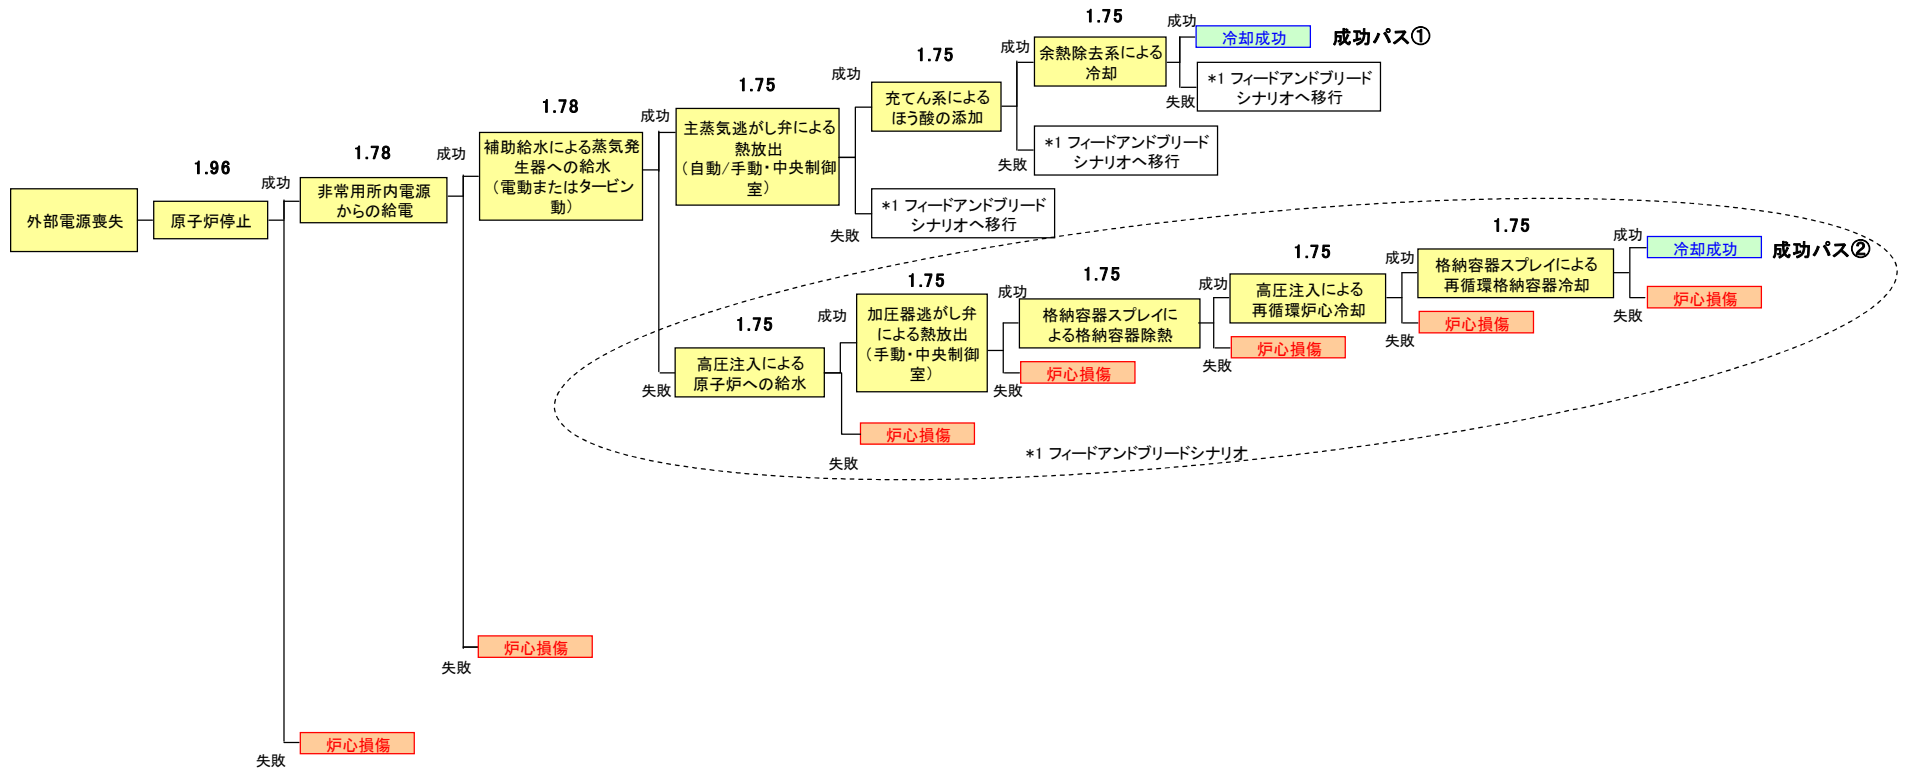 外部電源喪失
1.96
原子炉停止
成功
失敗
炉心損傷
1.78
非常用所内電源
からの給電
成功
失敗
炉心損傷
1.78
補助給水による蒸気発
生器への給水
(電動またはタービン
動)
成功
失敗
1.75
主蒸気逃がし弁による
熱放出
(自動/手動・中央制御
室)
成功
失敗
*1 フィードアンドブリード
シナリオへ移行
1.75
充てん系による
ほう酸の添加
成功
失敗
*1 フィードアンドブリード
シナリオへ移行
1.75
余熱除去系による
冷却
成功
冷却成功
成功パス①
失敗
*1 フィードアンドブリード
シナリオへ移行
1.75
高圧注入による
原子炉への給水
成功
失敗
炉心損傷
1.75
加圧器逃がし弁
による熱放出
(手動・中央制御
室)
成功
失敗
炉心損傷
1.75
格納容器スプレイに
よる格納容器除熱
成功
失敗
炉心損傷
1.75
高圧注入による
再循環炉心冷却
成功
失敗
炉心損傷
1.75
格納容器スプレイによる
再循環格納容器冷却
成功
冷却成功
成功パス②
失敗
炉心損傷
*1 フィードアンドブリードシナリオ